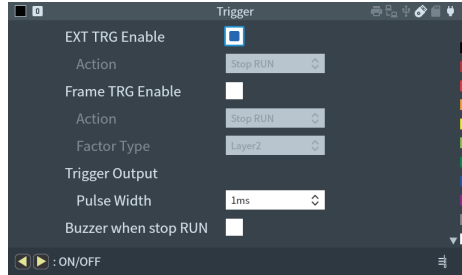 0 Trigger
EXT TRG Enable
Action Stop RUN
Frame TRG Enable
Action Stop RUN
Factor Type Layer2
Trigger Output
Pulse Width 1ms
Buzzer when stop RUN
: ON/OFF